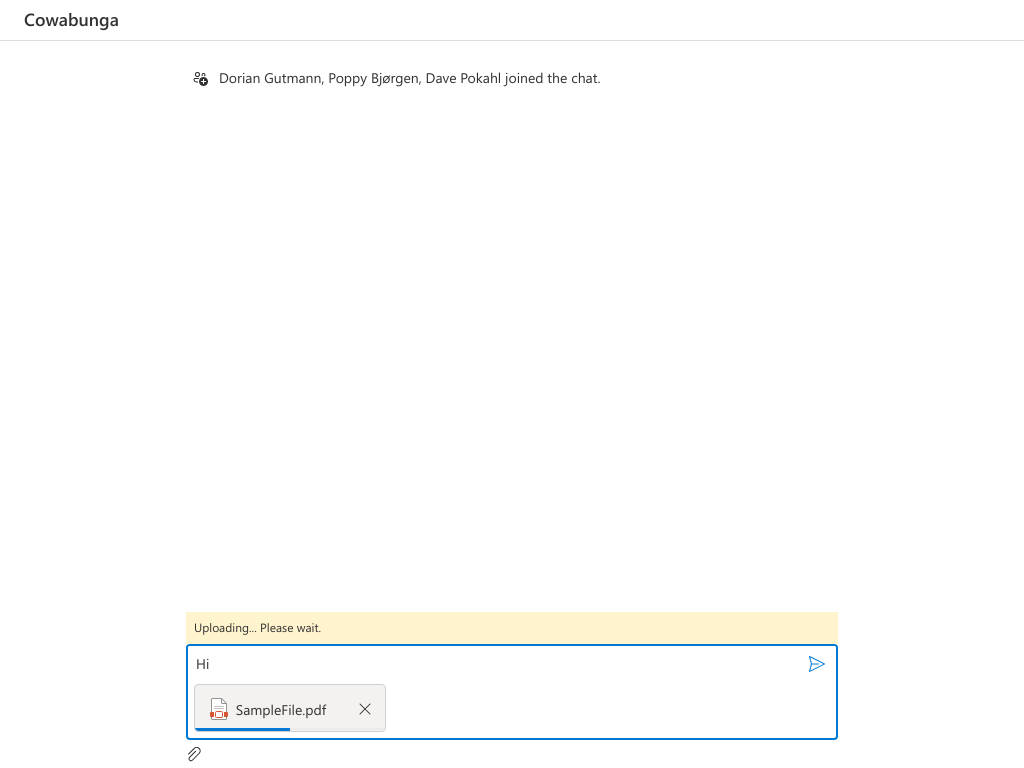 Cowabunga
Dorian Gutmann, Poppy Bjørgen, Dave Pokahl joined the chat.
Uploading... Please wait.
Hi
SampleFile.pdf